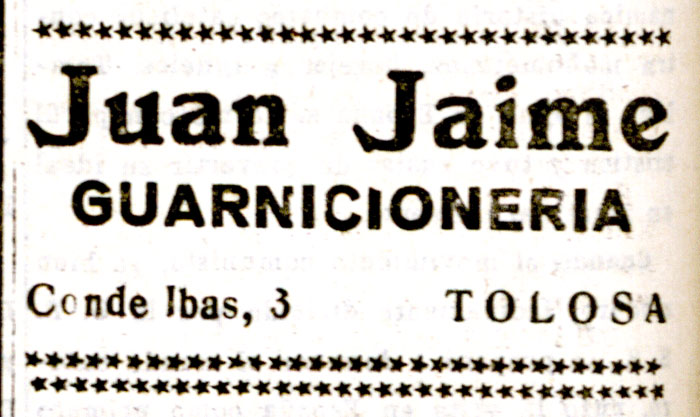 Juan Jaime
GUARNICIONERIA
Conde Ibas, 3 TOLOSA